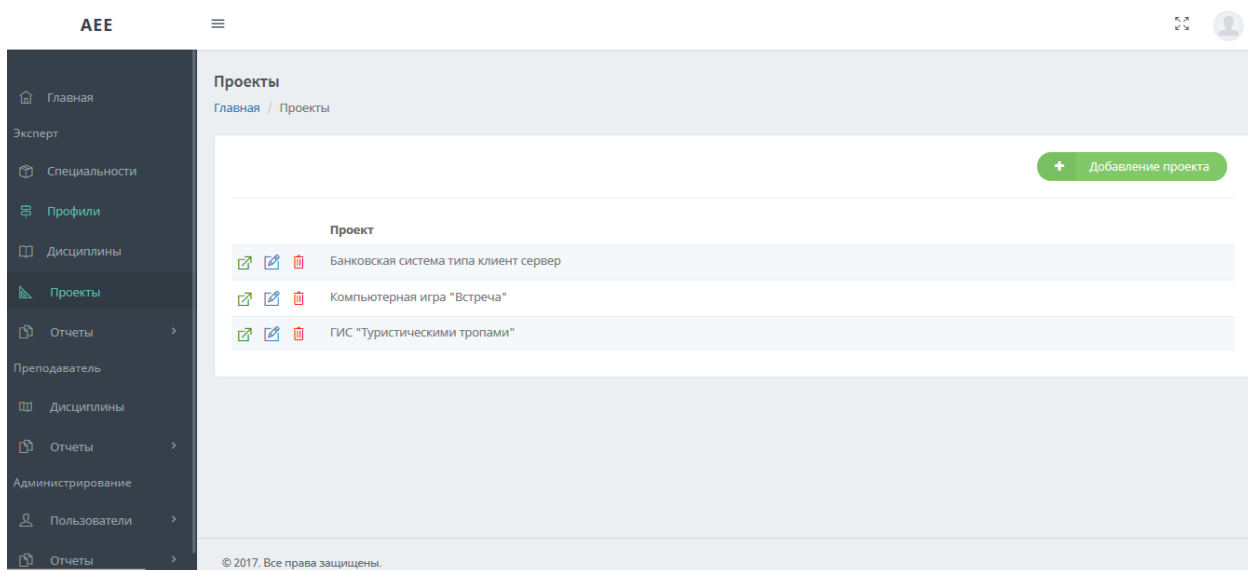 AEE
Главная
Эксперт
Специальности
Профили
Дисциплины
Проекты
Отчеты
Преподаватель
Дисциплины
Отчеты
Администрирование
Пользователи
Отчеты
Проекты
Главная / Проекты
Добавление проекта
Проект
Банковская система типа клиент сервер
Компьютерная игра "Встреча"
ГИС "Туристическими тропами"
© 2017. Все права защищены.